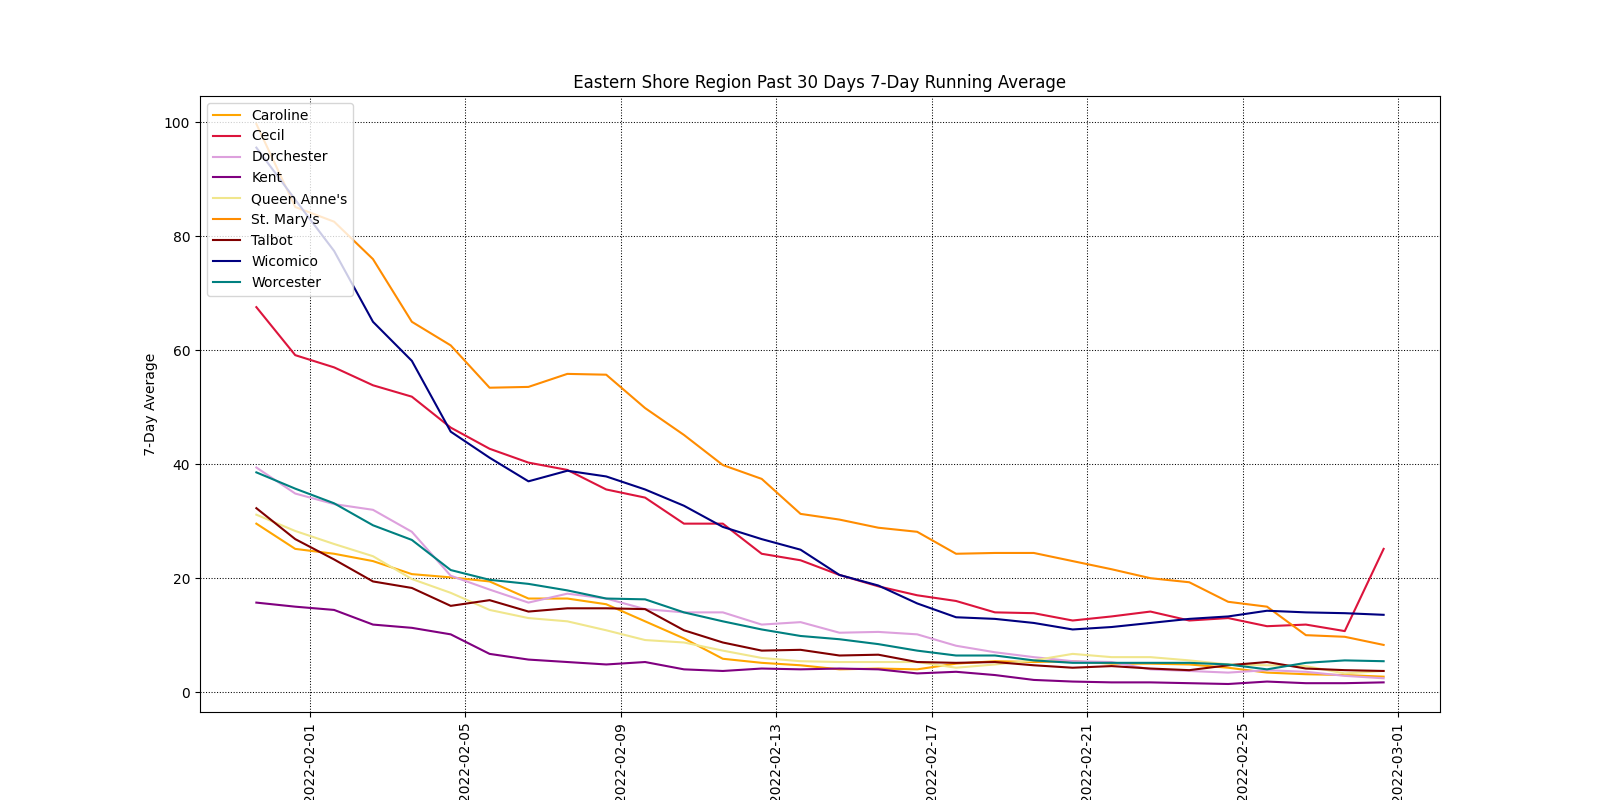 Eastern Shore Region Past 30 Days 7-Day Running Average
Caroline
Cecil
Dorchester
Kent
Queen Anne's
St. Mary's
Talbot
Wicomico
Worcester
100
80
60
40
20
0
7-Day Average
2022-02-01
2022-02-05
2022-02-09
2022-02-13
2022-02-17
2022-02-21
2022-02-25
2022-03-01